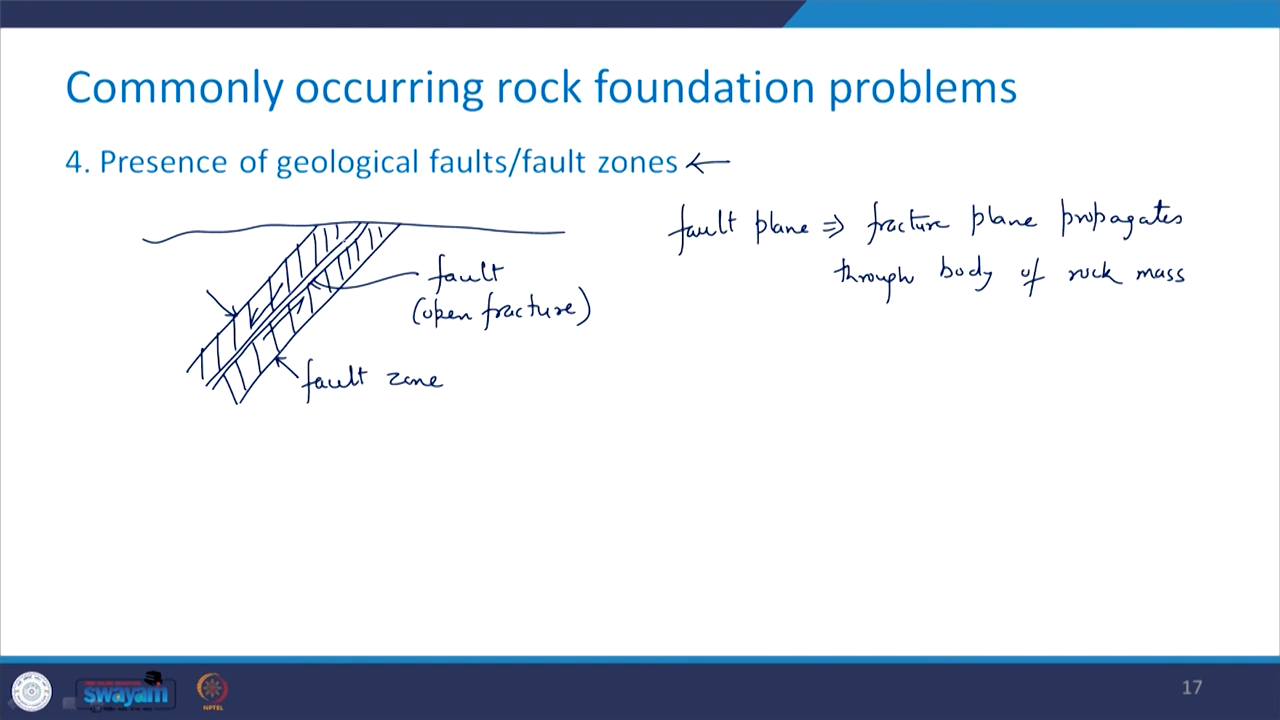 Commonly occurring rock foundation problems
4. Presence of geological faults/fault zones ←
fault plane ⇒ fracture plane propagates
through body of rock mass
fault
(open fracture)
fault zone
swayam
NPTEL
17